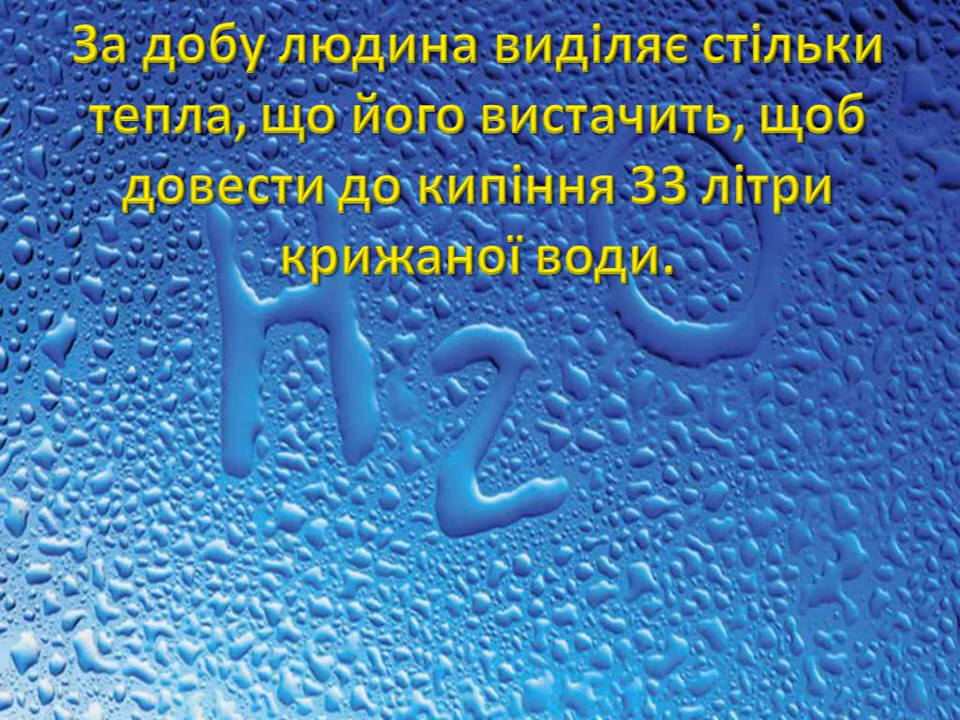 За добу людина виділяє стільки
тепла, що його вистачить, щоб
довести до кипіння 33 літри
крижаної води.
H2O